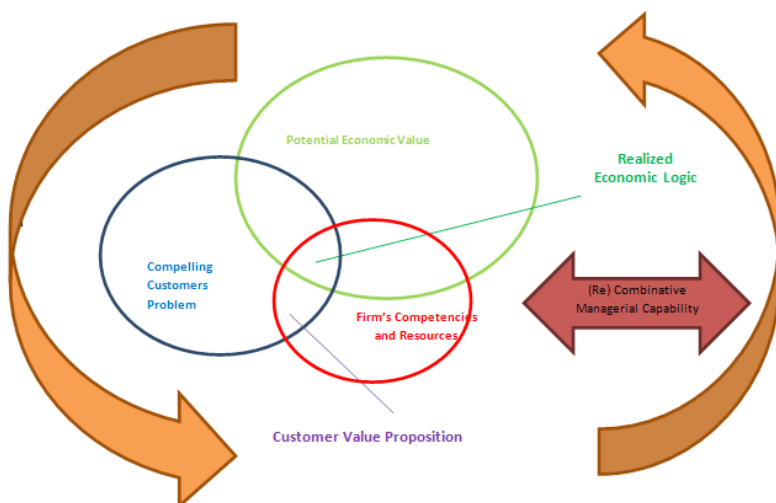 Potential Economic Value
Realized
Economic Logic
Compelling
Customers
Problem
(Re) Combinative
Managerial Capability
Firm's Competencies
and Resources
Customer Value Proposition